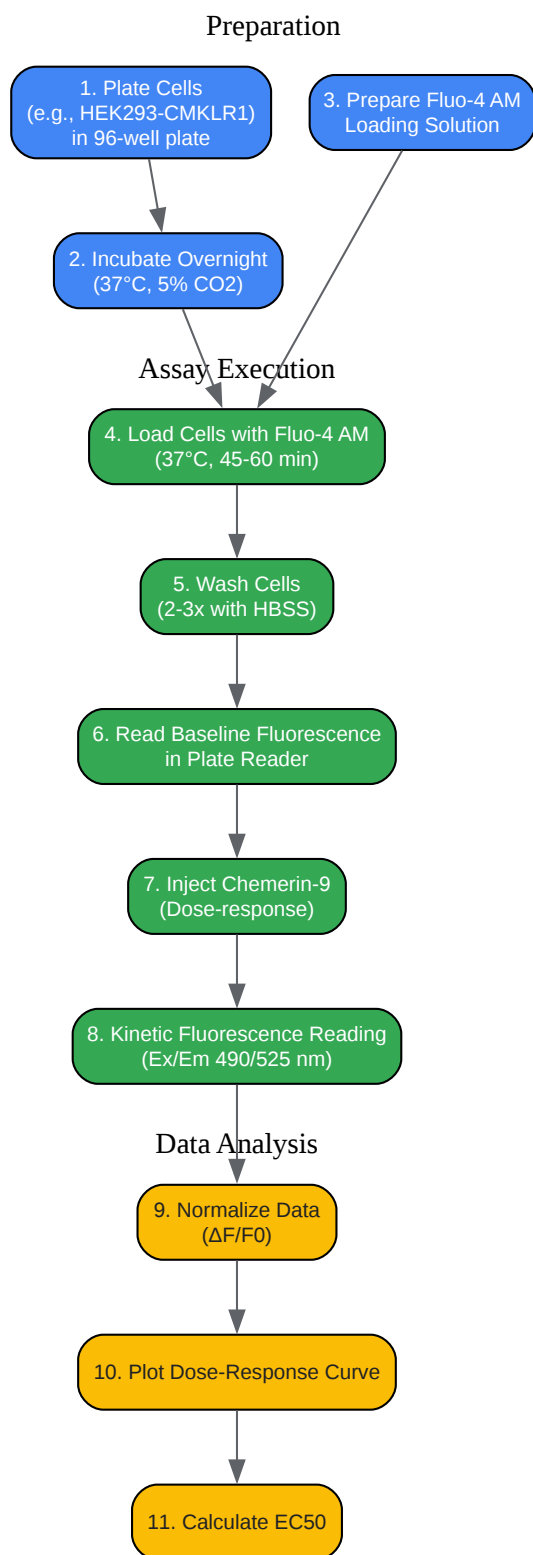 Preparation
1. Plate Cells
(e.g., HEK293-CMKLR1)
in 96-well plate
3. Prepare Fluo-4 AM
Loading Solution
2. Incubate Overnight
(37°C, 5% CO2)
Assay Execution
4. Load Cells with Fluo-4 AM
(37°C, 45-60 min)
5. Wash Cells
(2-3x with HBSS)
6. Read Baseline Fluorescence
in Plate Reader
7. Inject Chemerin-9
(Dose-response)
8. Kinetic Fluorescence Reading
(Ex/Em 490/525 nm)
Data Analysis
9. Normalize Data
(ΔF/F0)
10. Plot Dose-Response Curve
11. Calculate EC50